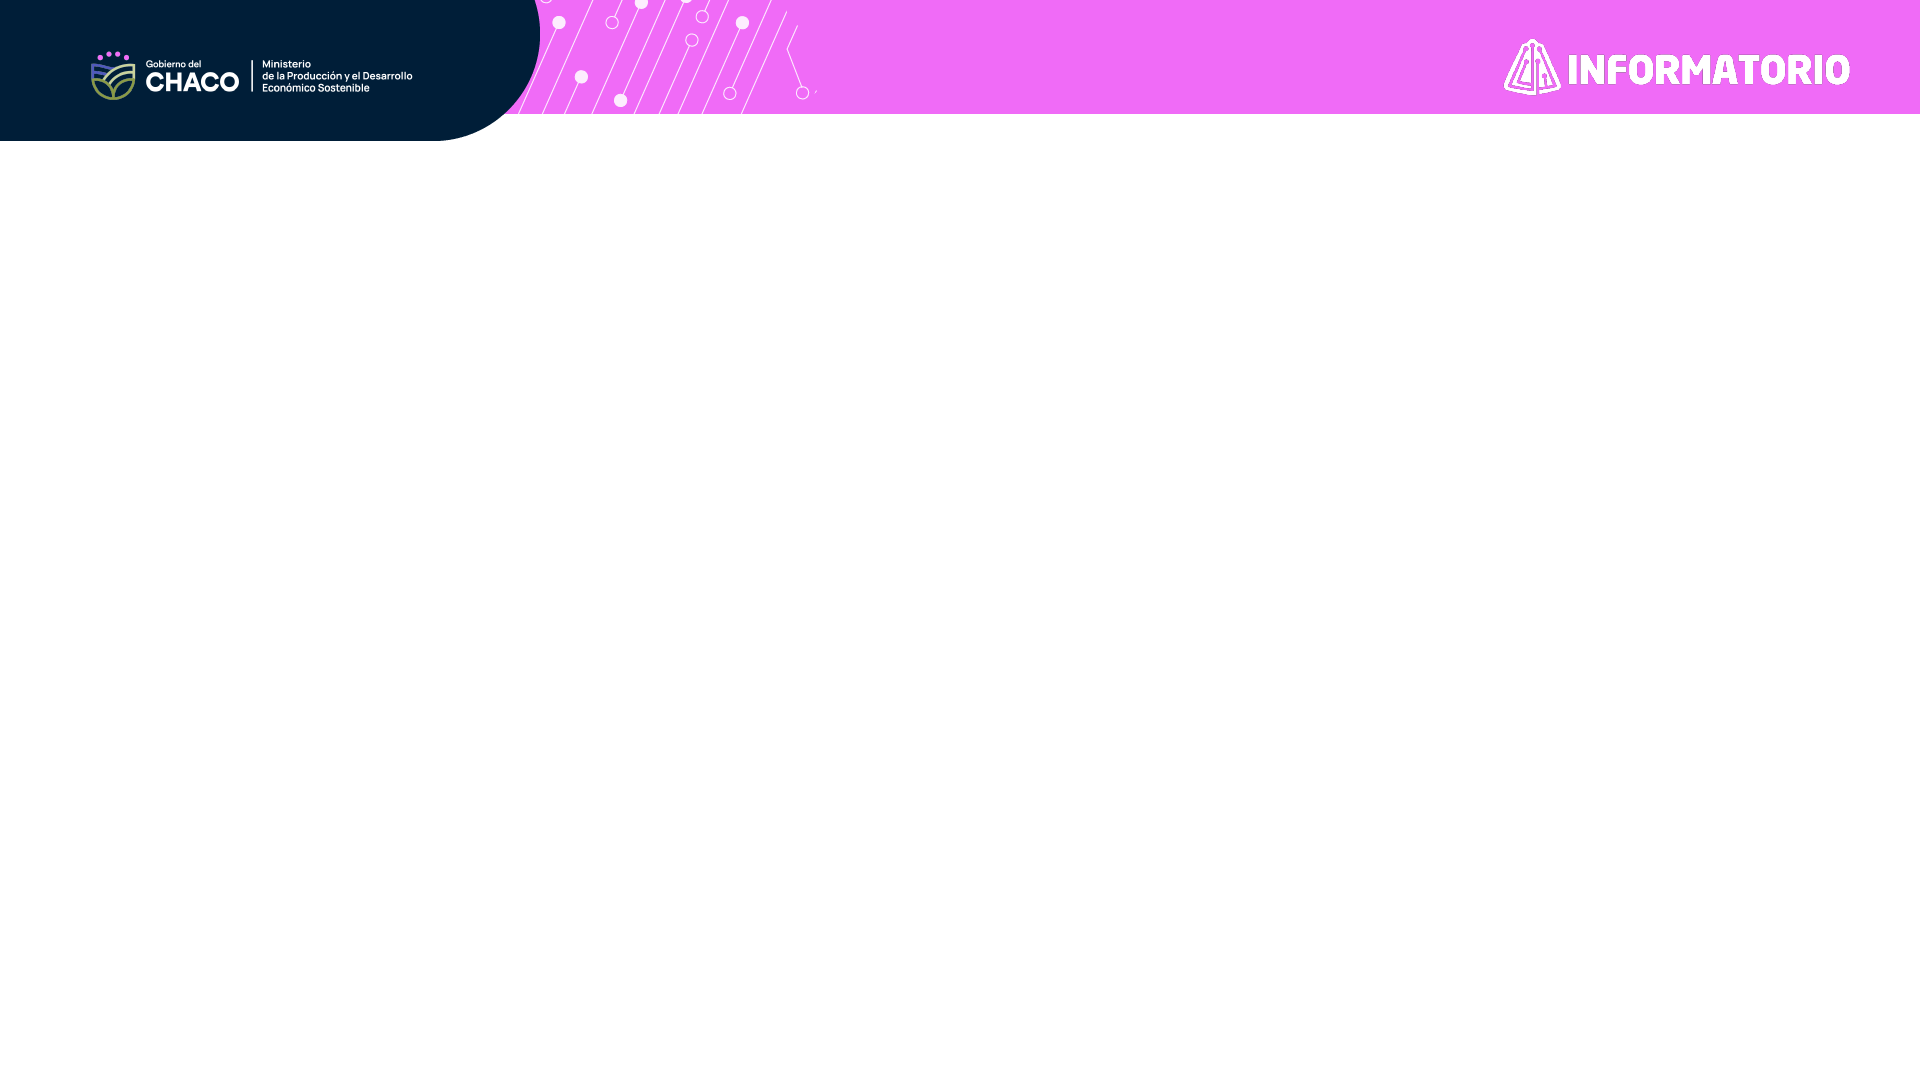 Gobierno del
CHACO
Ministerio
de la Producción y el Desarrollo
Económico Sostenible
INFORMATORIO